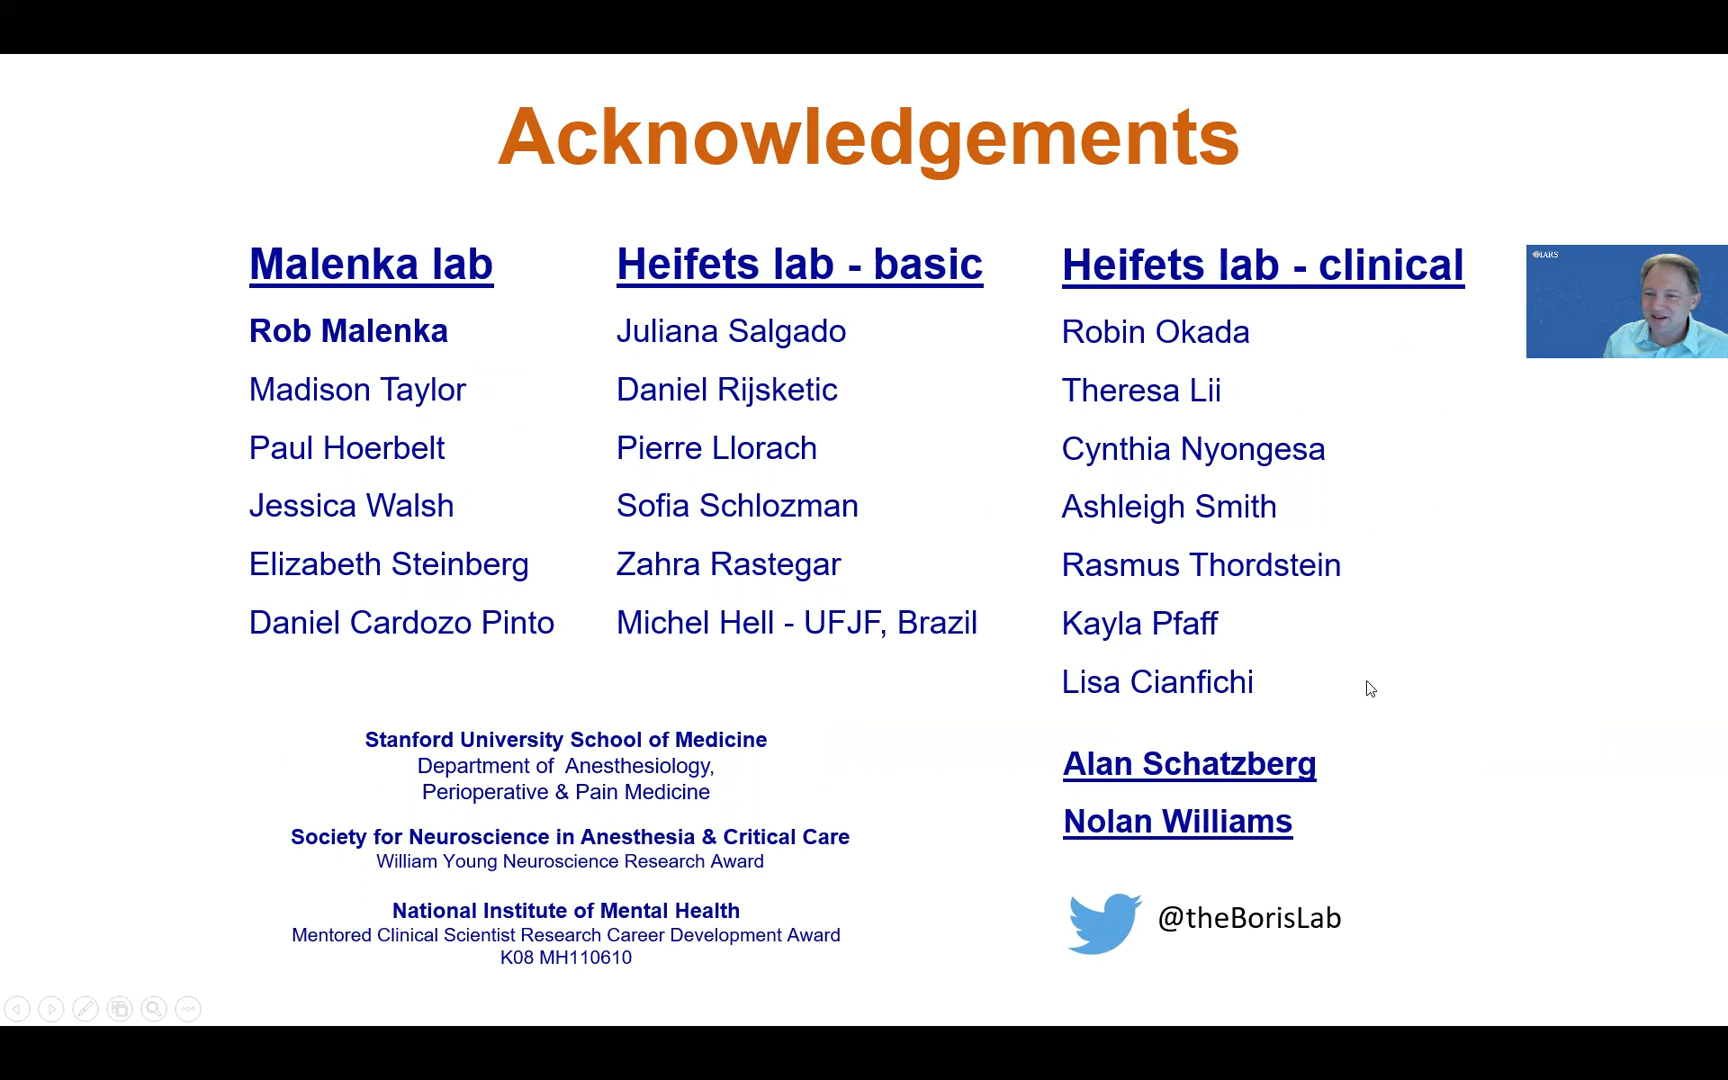 Acknowledgements
Malenka lab
Rob Malenka
Madison Taylor
Paul Hoerbelt
Jessica Walsh
Elizabeth Steinberg
Daniel Cardozo Pinto
Heifets lab - basic
Juliana Salgado
Daniel Rijsketic
Pierre Llorach
Sofia Schlozman
Zahra Rastegar
Michel Hell - UFJF, Brazil
Heifets lab - clinical
Robin Okada
Theresa Lii
Cynthia Nyongesa
Ashleigh Smith
Rasmus Thordstein
Kayla Pfaff
Lisa Cianfichi
Alan Schatzberg
Nolan Williams
@theBorisLab
Stanford University School of Medicine
Department of Anesthesiology,
Perioperative & Pain Medicine
Society for Neuroscience in Anesthesia & Critical Care
William Young Neuroscience Research Award
National Institute of Mental Health
Mentored Clinical Scientist Research Career Development Award
K08 MH110610
IARS